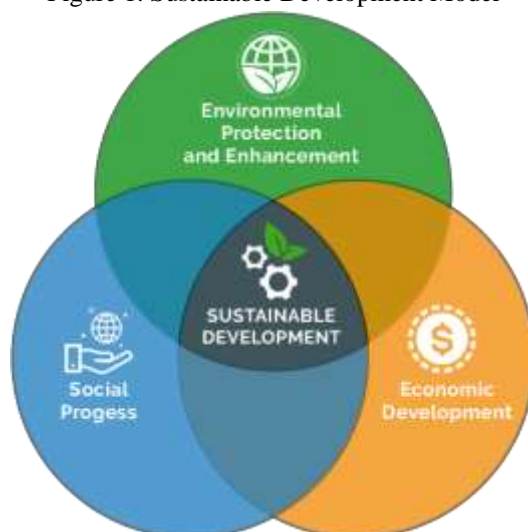 Figure 1. Sustainable Development Model
Environmental
Protection
and Enhancement
SUSTAINABLE
DEVELOPMENT
$
Social
Progess
Economic
Development